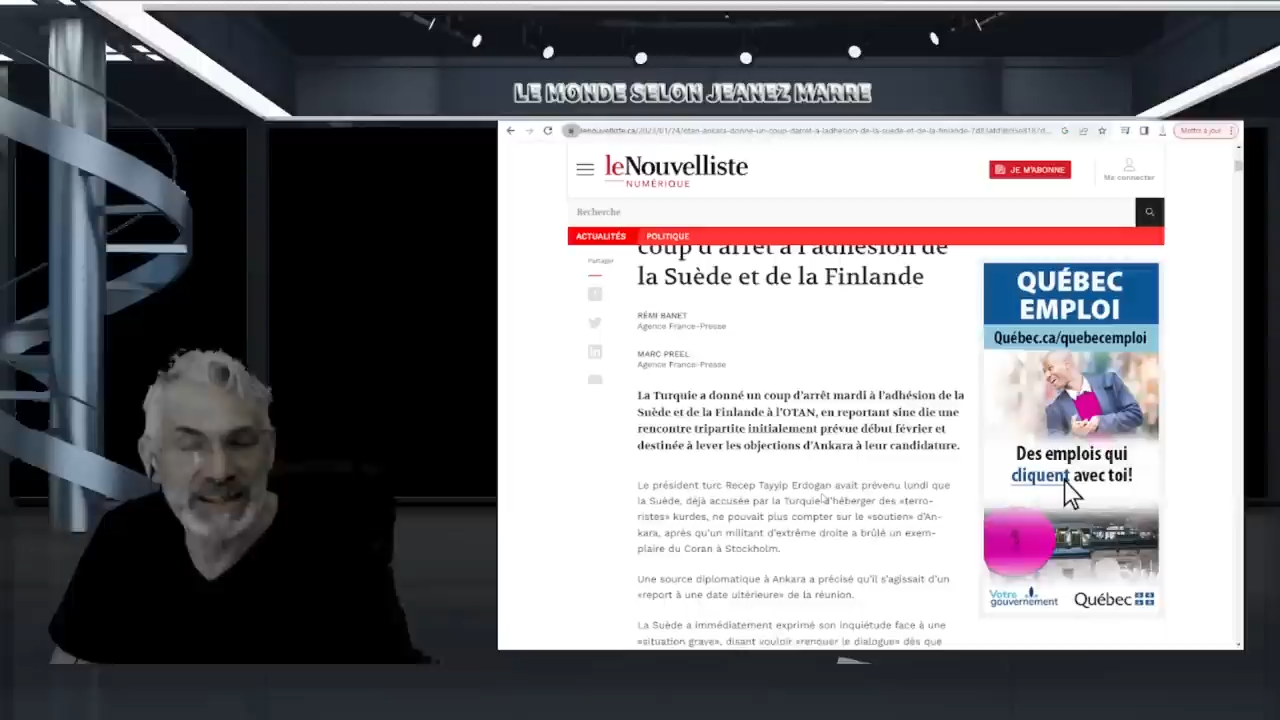 LE MONDE SELON JEANEZ MARRE
Mettre à jour
leNouvelliste
NUMÉRIQUE
JE M'ABONNE
Me connecter
Recherche
ACTUALITÉS POLITIQUE
Partager
coup d'arrêt à l'adhésion de
la Suède et de la Finlande
RÉMI BANET
Agence France-Presse
MARC PREEL
Agence France-Presse
La Turquie a donné un coup d'arrêt mardi à l'adhésion de la
Suède et de la Finlande à l'OTAN, en reportant sine die une
rencontre tripartite initialement prévue début février et
destinée à lever les objections d'Ankara à leur candidature.
Le président turc Recep Tayyip Erdogan avait prévenu lundi que
la Suède, déjà accusée par la Turquie d'héberger des «terro-
ristes» kurdes, ne pouvait plus compter sur le «soutien» d'An-
kara, après qu'un militant d'extrême droite a brûlé un exem-
plaire du Coran à Stockholm.
Une source diplomatique à Ankara a précisé qu'il s'agissait d'un
«report à une date ultérieure» de la réunion.
La Suède a immédiatement exprimé son inquiétude face à une
«situation grave», disant vouloir «renouer le dialogue» dès que
QUÉBEC
EMPLOI
Québec.ca/quebecemploi
Des emplois qui
cliquent avec toi!
Votre
gouvernement
Québec